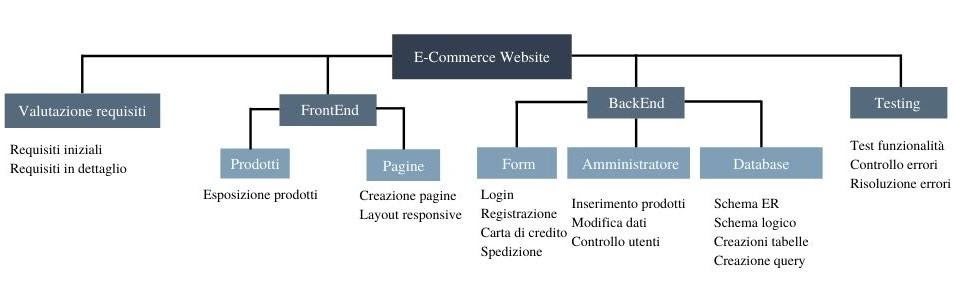 E-Commerce Website
Valutazione requisiti
Requisiti iniziali
Requisiti in dettaglio
FrontEnd
Prodotti
Esposizione prodotti
Pagine
Creazione pagine
Layout responsive
BackEnd
Form
Login
Registrazione
Carta di credito
Spedizione
Amministratore
Inserimento prodotti
Modifica dati
Controllo utenti
Database
Schema ER
Schema logico
Creazioni tabelle
Creazione query
Testing
Test funzionalità
Controllo errori
Risoluzione errori